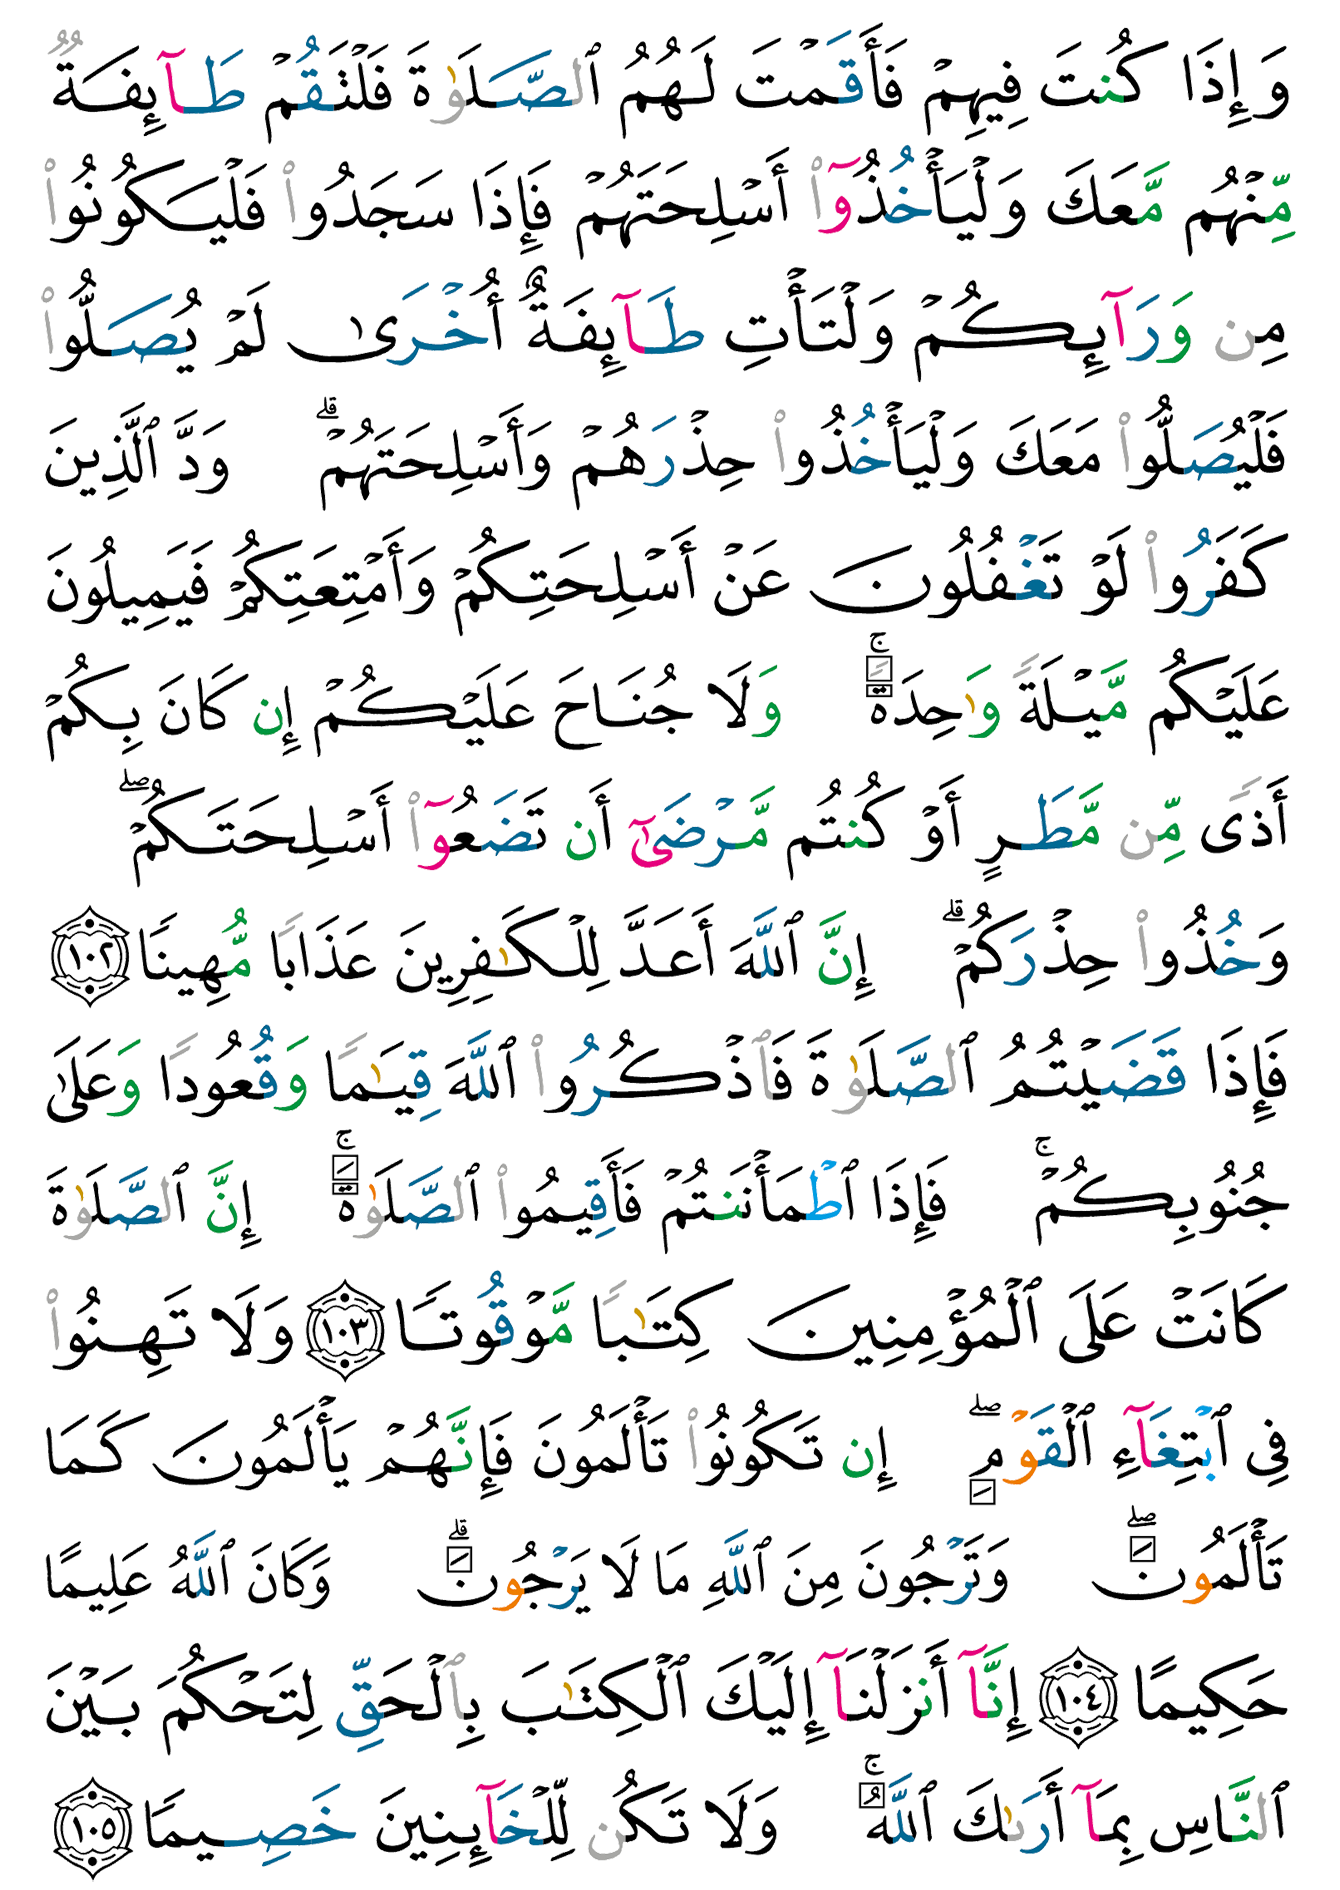 وَإِذَا كُنتَ فِيهِمْ فَأَقَمْتَ لَهُمُ ٱلصَّلَوٰةَ فَلْتَقُمْ طَآئِفَةٌ
مِّنْهُم مَّعَكَ وَلْيَأْخُذُوٓا۟ أَسْلِحَتَهُمْ فَإِذَا سَجَدُوا۟ فَلْيَكُونُوا۟
مِن وَرَآئِكُمْ وَلْتَأْتِ طَآئِفَةٌ أُخْرَىٰ لَمْ يُصَلُّوا۟
فَلْيُصَلُّوا۟ مَعَكَ وَلْيَأْخُذُوا۟ حِذْرَهُمْ وَأَسْلِحَتَهُمْ ۗ وَدَّ ٱلَّذِينَ
كَفَرُوا۟ لَوْ تَغْفُلُونَ عَنْ أَسْلِحَتِكُمْ وَأَمْتِعَتِكُمْ فَيَمِيلُونَ
عَلَيْكُم مَّيْلَةً وَٰحِدَةً ۚ وَلَا جُنَاحَ عَلَيْكُمْ إِن كَانَ بِكُمْ
أَذًى مِّن مَّطَرٍ أَوْ كُنتُم مَّرْضَىٰٓ أَن تَضَعُوٓا۟ أَسْلِحَتَكُمْ ۖ
وَخُذُوا۟ حِذْرَكُمْ ۗ إِنَّ ٱللَّهَ أَعَدَّ لِلْكَـٰفِرِينَ عَذَابًا مُّهِينًا ١٠٢
فَإِذَا قَضَيْتُمُ ٱلصَّلَوٰةَ فَٱذْكُرُوا۟ ٱللَّهَ قِيَـٰمًا وَقُعُودًا وَعَلَىٰ
جُنُوبِكُمْ ۚ فَإِذَا ٱطْمَأْنَنتُمْ فَأَقِيمُوا۟ ٱلصَّلَوٰةَ ۚ إِنَّ ٱلصَّلَوٰةَ
كَانَتْ عَلَى ٱلْمُؤْمِنِينَ كِتَـٰبًا مَّوْقُوتًا ١٠٣ وَلَا تَهِنُوا۟
فِى ٱبْتِغَآءِ ٱلْقَوْمِ ۖ إِن تَكُونُوا۟ تَأْلَمُونَ فَإِنَّهُمْ يَأْلَمُونَ كَمَا
تَأْلَمُونَ ۖ وَتَرْجُونَ مِنَ ٱللَّهِ مَا لَا يَرْجُونَ ۗ وَكَانَ ٱللَّهُ عَلِيمًا
حَكِيمًا ١٠٤ إِنَّآ أَنزَلْنَآ إِلَيْكَ ٱلْكِتَـٰبَ بِٱلْحَقِّ لِتَحْكُمَ بَيْنَ
ٱلنَّاسِ بِمَآ أَرَىٰكَ ٱللَّهُ ۚ وَلَا تَكُن لِّلْخَآئِنِينَ خَصِيمًا ١٠٥